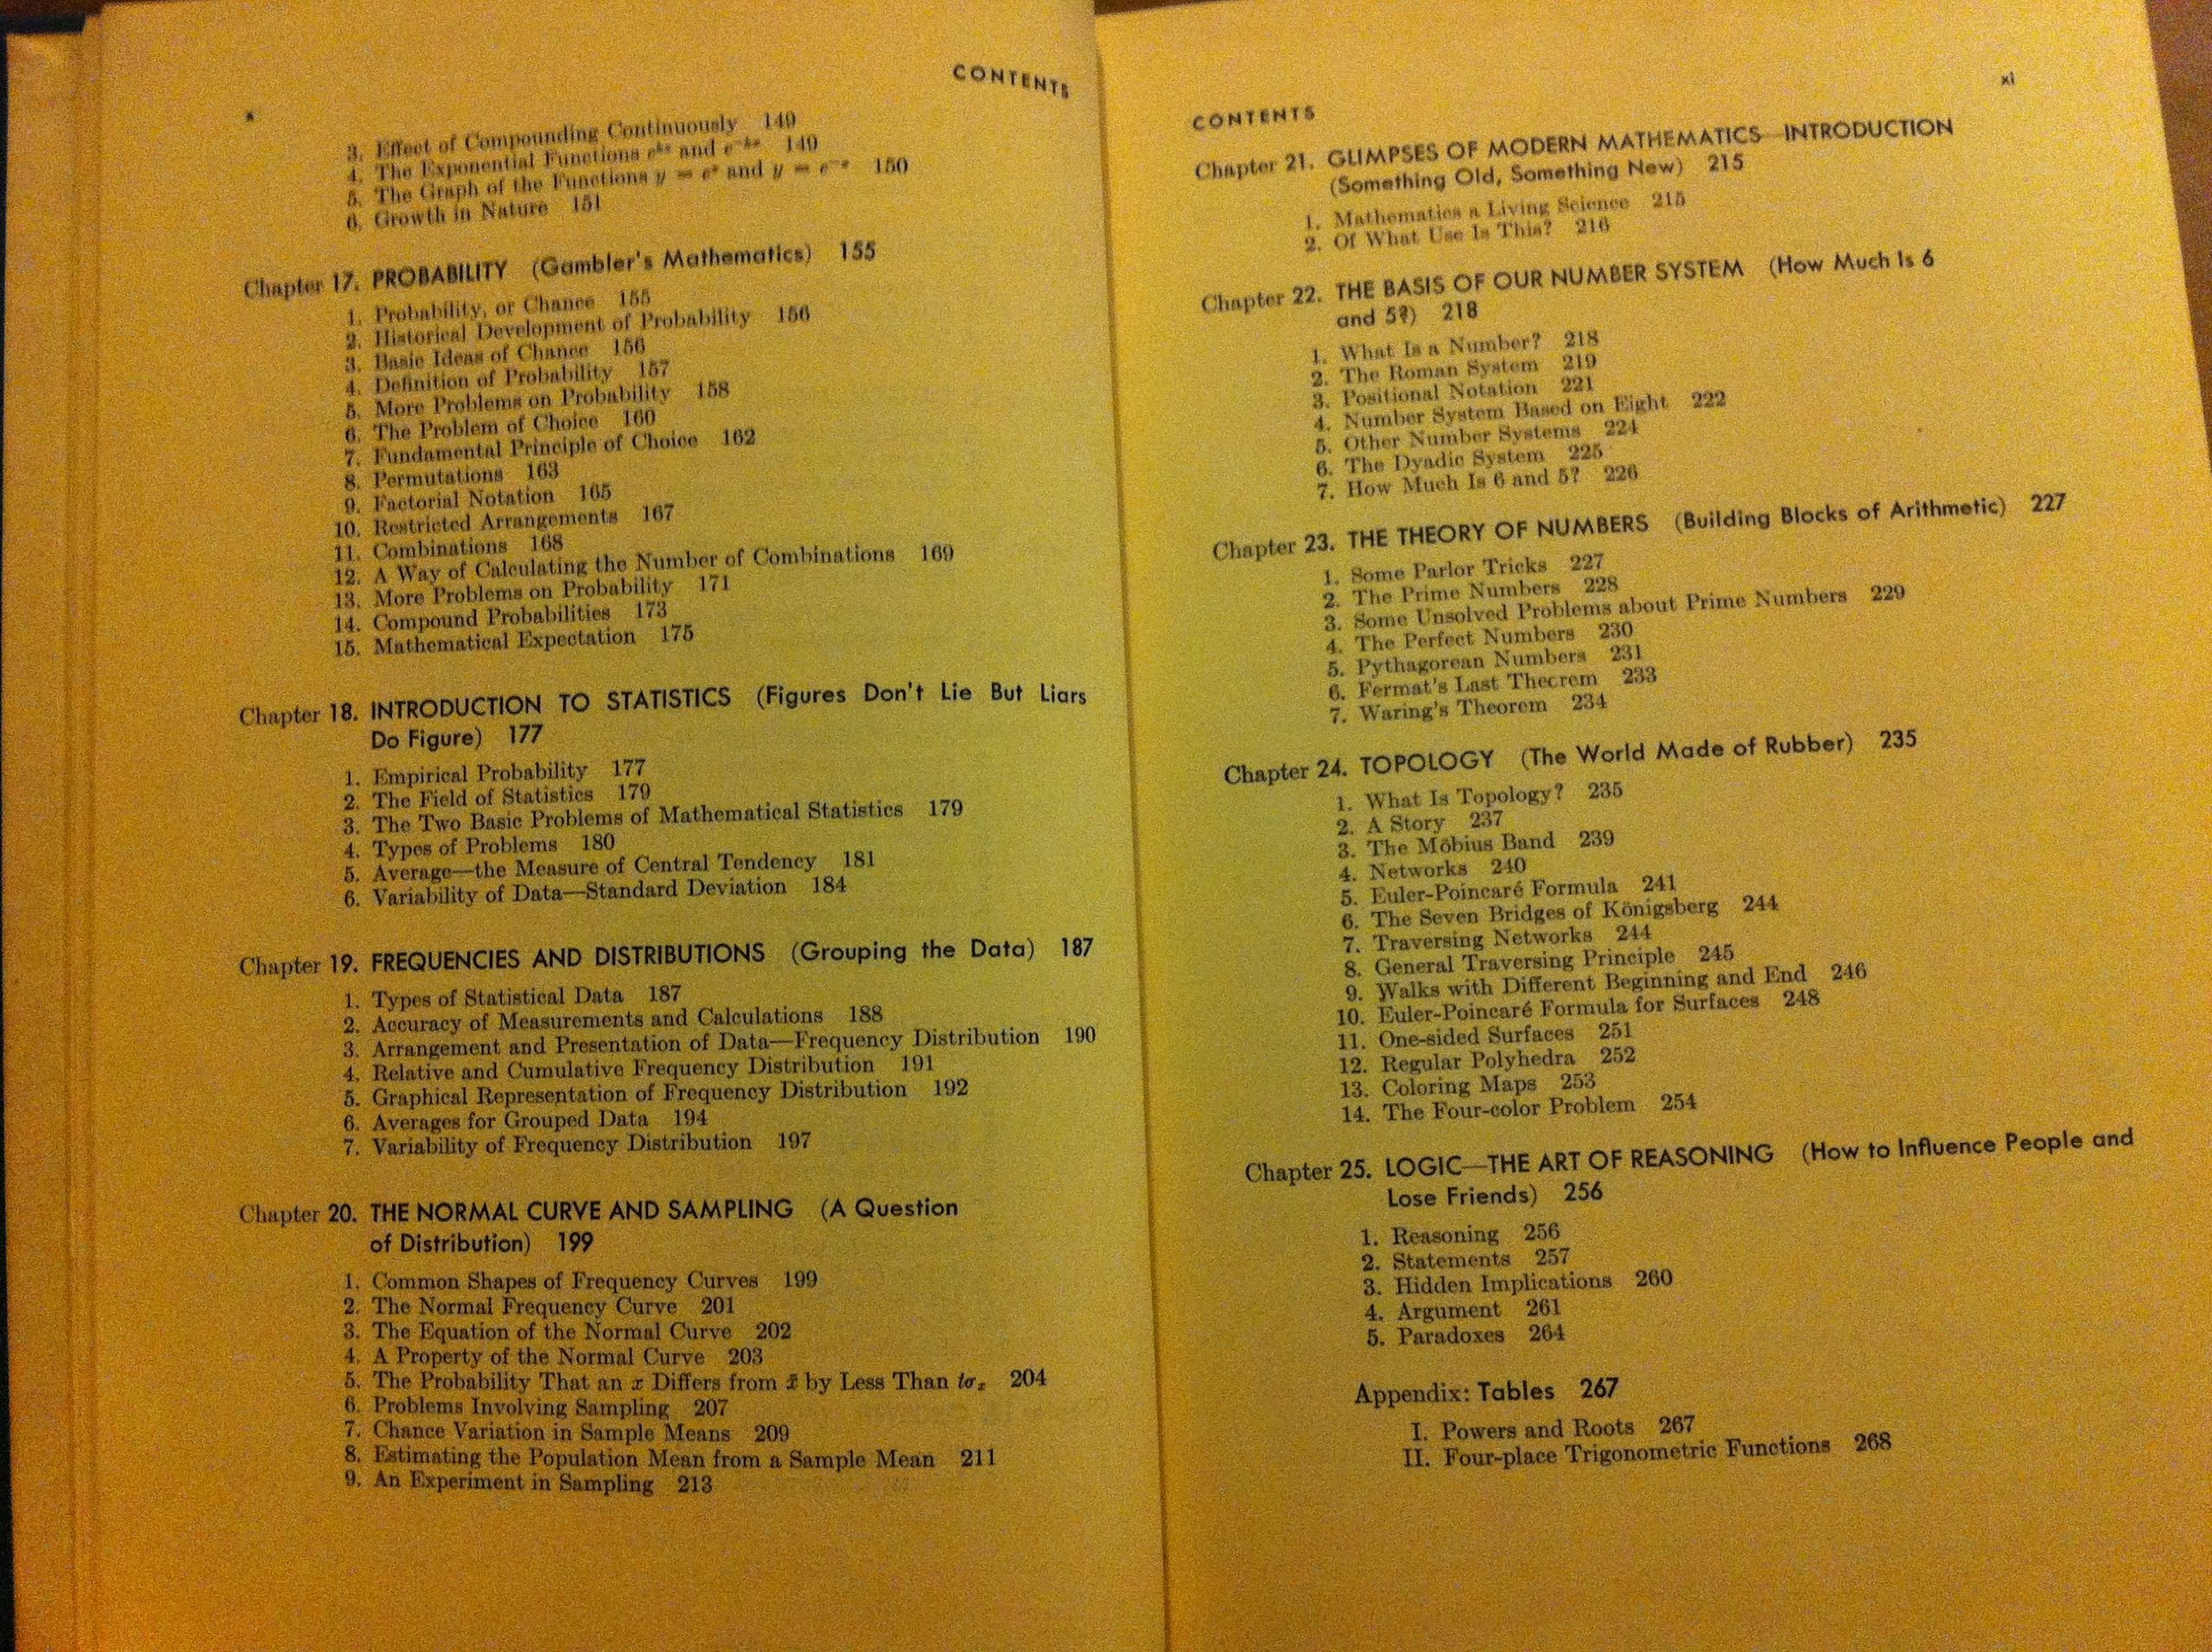 x
CONTENTS
3. Effect of Compounding Continuously 149
4. The Exponential Functions and 149
5. The Graph of the Functions y = eˣ and y = e⁻ˣ 150
6. Growth in Nature 151
Chapter 17. PROBABILITY (Gambler's Mathematics) 155
1. Probability, or Chance 155
2. Historical Development of Probability 156
3. Basic Ideas of Chance 156
4. Definition of Probability 157
5. More Problems on Probability 158
6. The Problem of Choice 160
7. Fundamental Principle of Choice 162
8. Permutations 163
9. Factorial Notation 165
10. Restricted Arrangements 167
11. Combinations 168
12. A Way of Calculating the Number of Combinations 169
13. More Problems on Probability 171
14. Compound Probabilities 173
15. Mathematical Expectation 175
Chapter 18. INTRODUCTION TO STATISTICS (Figures Don't Lie But Liars
Do Figure) 177
1. Empirical Probability 177
2. The Field of Statistics 179
3. The Two Basic Problems of Mathematical Statistics 179
4. Types of Problems 180
5. Average—the Measure of Central Tendency 181
6. Variability of Data—Standard Deviation 184
Chapter 19. FREQUENCIES AND DISTRIBUTIONS (Grouping the Data) 187
1. Types of Statistical Data 187
2. Accuracy of Measurements and Calculations 188
3. Arrangement and Presentation of Data—Frequency Distribution 190
4. Relative and Cumulative Frequency Distribution 191
5. Graphical Representation of Frequency Distribution 192
6. Averages for Grouped Data 194
7. Variability of Frequency Distribution 197
Chapter 20. THE NORMAL CURVE AND SAMPLING (A Question
of Distribution) 199
1. Common Shapes of Frequency Curves 199
2. The Normal Frequency Curve 201
3. The Equation of the Normal Curve 202
4. A Property of the Normal Curve 203
5. The Probability That an x Differs from x̄ by Less Than tσₓ 204
6. Problems Involving Sampling 207
7. Chance Variation in Sample Means 209
8. Estimating the Population Mean from a Sample Mean 211
9. An Experiment in Sampling 213
CONTENTS
xi
Chapter 21. GLIMPSES OF MODERN MATHEMATICS—INTRODUCTION
(Something Old, Something New) 215
1. Mathematics a Living Science 215
2. Of What Use Is This? 216
Chapter 22. THE BASIS OF OUR NUMBER SYSTEM (How Much Is 6
and 5?) 218
1. What Is a Number? 218
2. The Roman System 219
3. Positional Notation 221
4. Number System Based on Eight 222
5. Other Number Systems 224
6. The Dyadic System 225
7. How Much Is 6 and 5? 226
Chapter 23. THE THEORY OF NUMBERS (Building Blocks of Arithmetic) 227
1. Some Parlor Tricks 227
2. The Prime Numbers 228
3. Some Unsolved Problems about Prime Numbers 229
4. The Perfect Numbers 230
5. Pythagorean Numbers 231
6. Fermat's Last Theorem 233
7. Waring's Theorem 234
Chapter 24. TOPOLOGY (The World Made of Rubber) 235
1. What Is Topology? 235
2. A Story 237
3. The Möbius Band 239
4. Networks 240
5. Euler-Poincaré Formula 241
6. The Seven Bridges of Königsberg 244
7. Traversing Networks 244
8. General Traversing Principle 245
9. Walks with Different Beginning and End 246
10. Euler-Poincaré Formula for Surfaces 248
11. One-sided Surfaces 251
12. Regular Polyhedra 252
13. Coloring Maps 253
14. The Four-color Problem 254
Chapter 25. LOGIC—THE ART OF REASONING (How to Influence People and
Lose Friends) 256
1. Reasoning 256
2. Statements 257
3. Hidden Implications 260
4. Argument 261
5. Paradoxes 264
Appendix: Tables 267
I. Powers and Roots 267
II. Four-place Trigonometric Functions 268